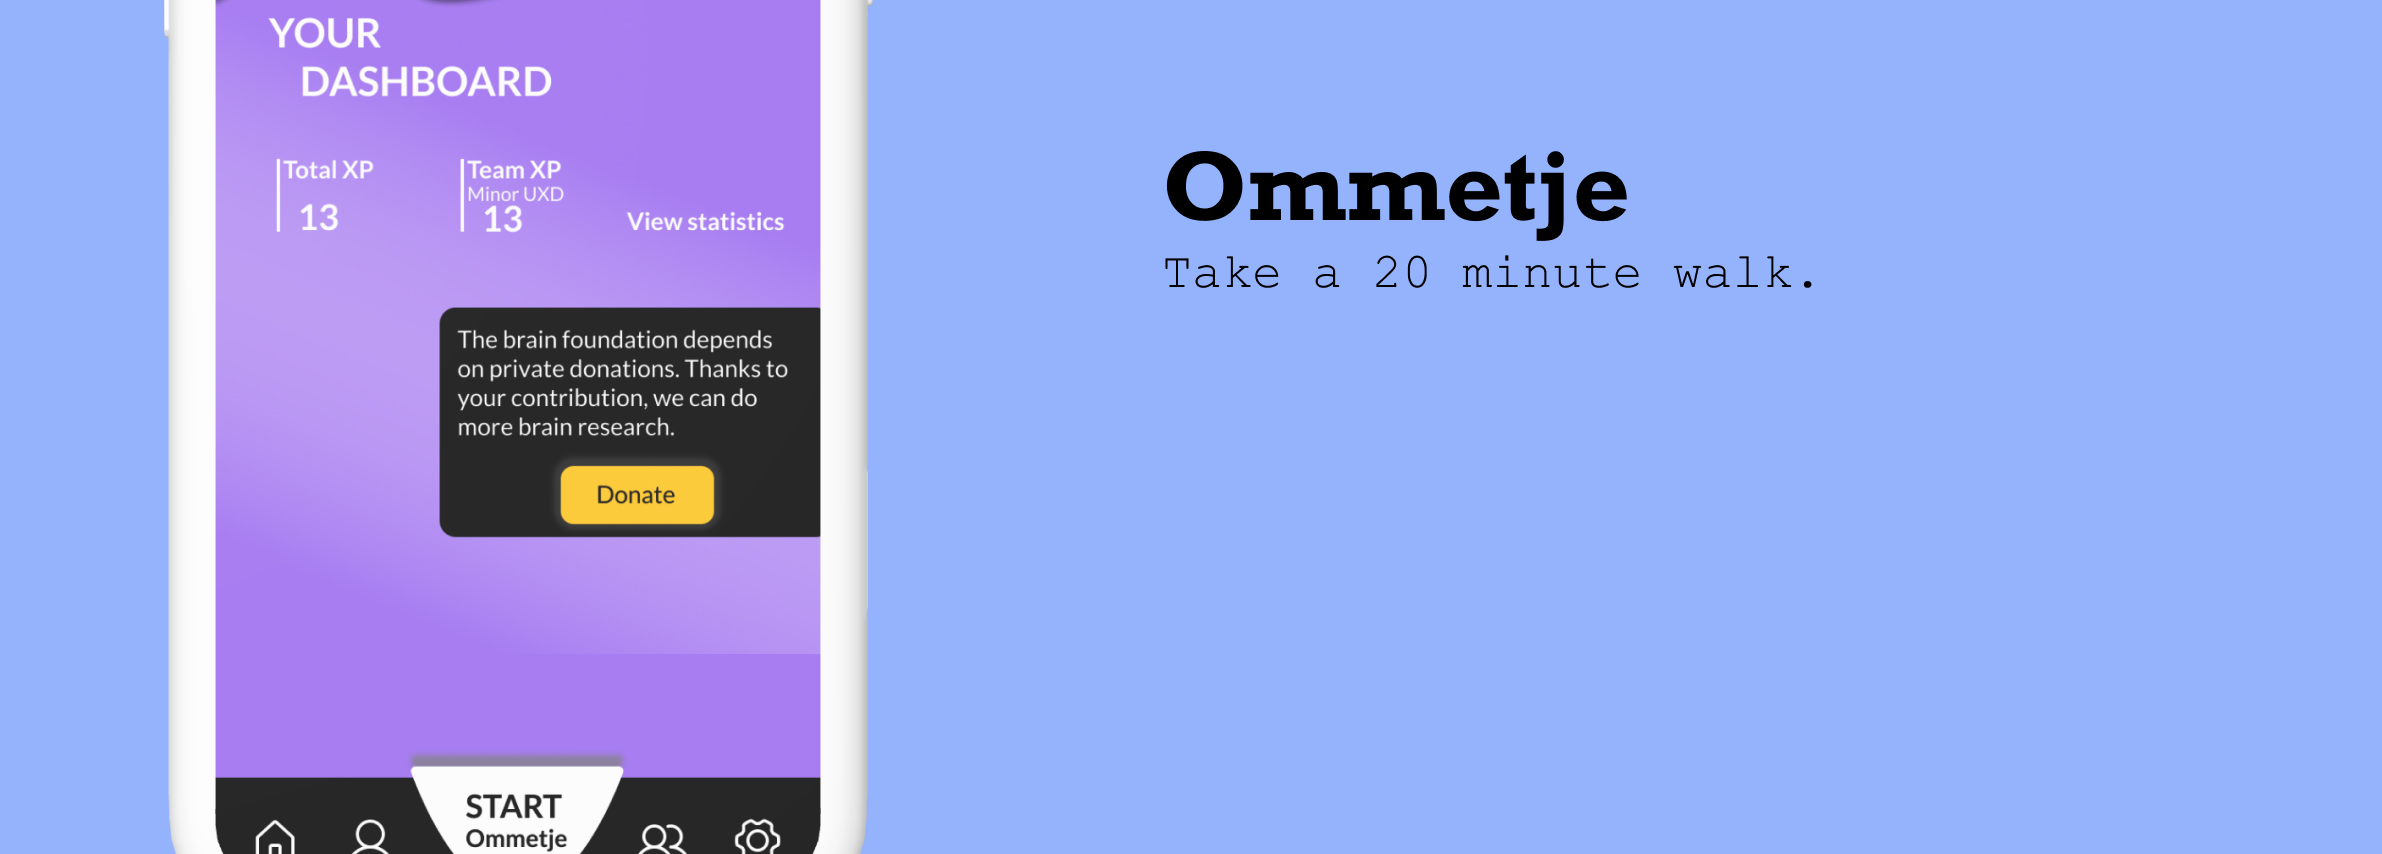 YOUR
DASHBOARD
Total XP
13
Team XP
Minor UXD
13
View statistics
The brain foundation depends
on private donations. Thanks to
your contribution, we can do
more brain research.
Donate
START
Ommetje
Ommetje
Take a 20 minute walk.